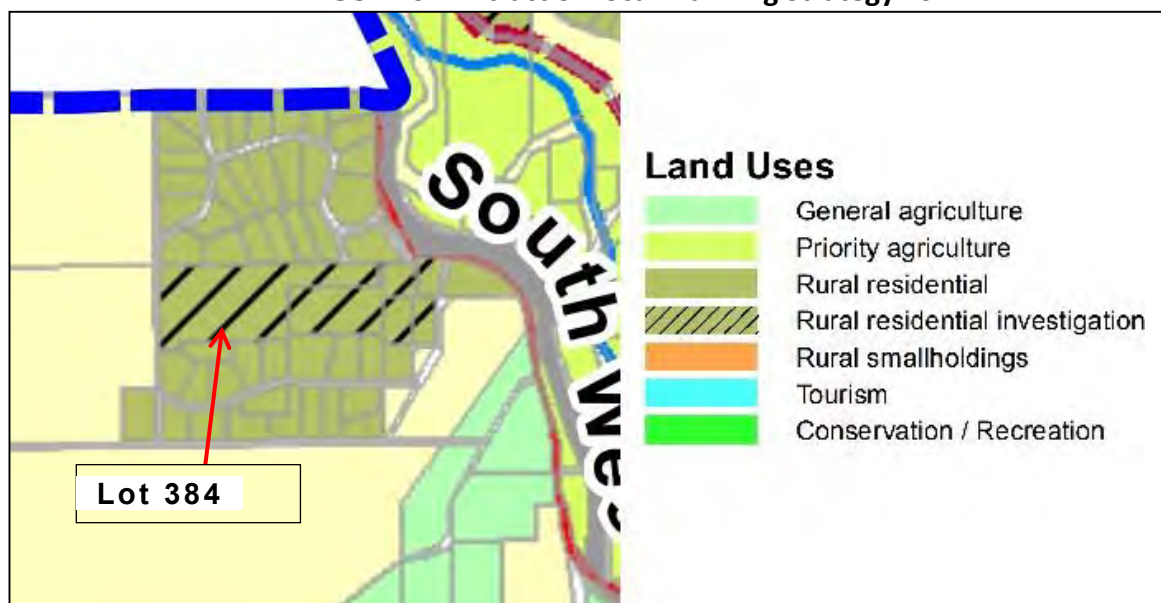 South Wes
Lot 384
Land Uses
General agriculture
Priority agriculture
Rural residential
Rural residential investigation
Rural smallholdings
Tourism
Conservation / Recreation